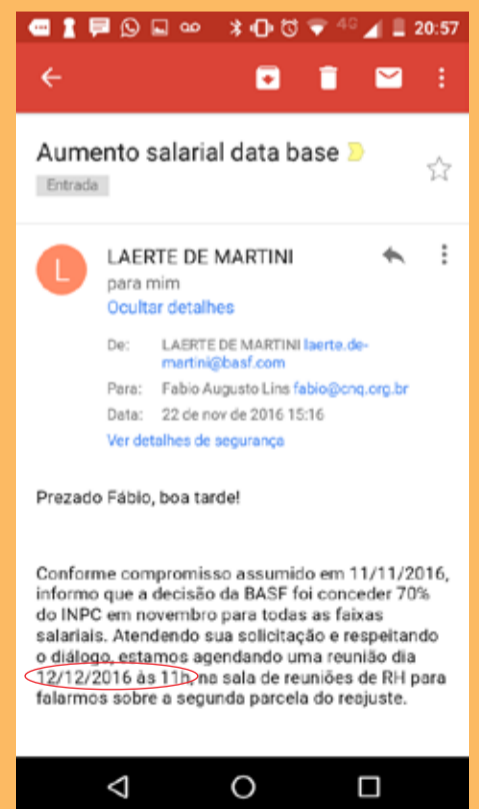 4G 20:57
Aumento salarial data base
Entrada
L
LAERTE DE MARTINI
para mim
Ocultar detalhes
De: LAERTE DE MARTINI laerte.de-
martini@basf.com
Para: Fabio Augusto Lins fabio@cnq.org.br
Data: 22 de nov de 2016 15:16
Ver detalhes de segurança
Prezado Fábio, boa tarde!
Conforme compromisso assumido em 11/11/2016,
informo que a decisão da BASF foi conceder 70%
do INPC em novembro para todas as faixas
salariais. Atendendo sua solicitação e respeitando
o diálogo, estamos agendando uma reunião dia
12/12/2016 às 11h, na sala de reuniões de RH para
falarmos sobre a segunda parcela do reajuste.